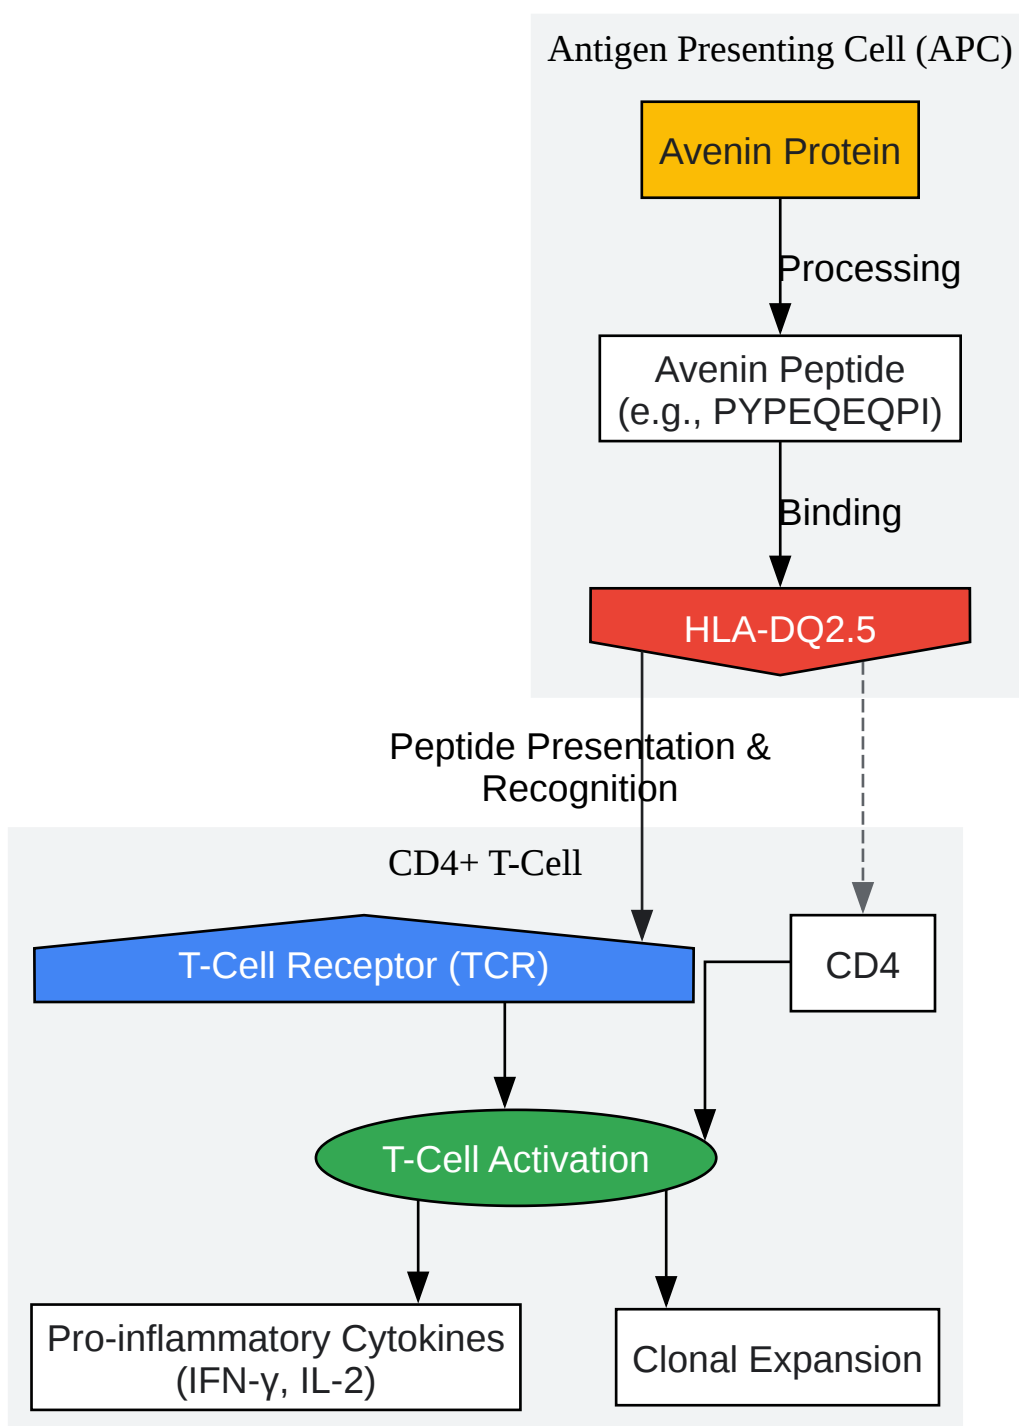 Antigen Presenting Cell (APC)
Avenin Protein
Processing
Avenin Peptide
(e.g., PYPEQEQPI)
Binding
HLA-DQ2.5
Peptide Presentation &
Recognition
CD4+ T-Cell
T-Cell Receptor (TCR)
CD4
T-Cell Activation
Pro-inflammatory Cytokines
(IFN-γ, IL-2)
Clonal Expansion